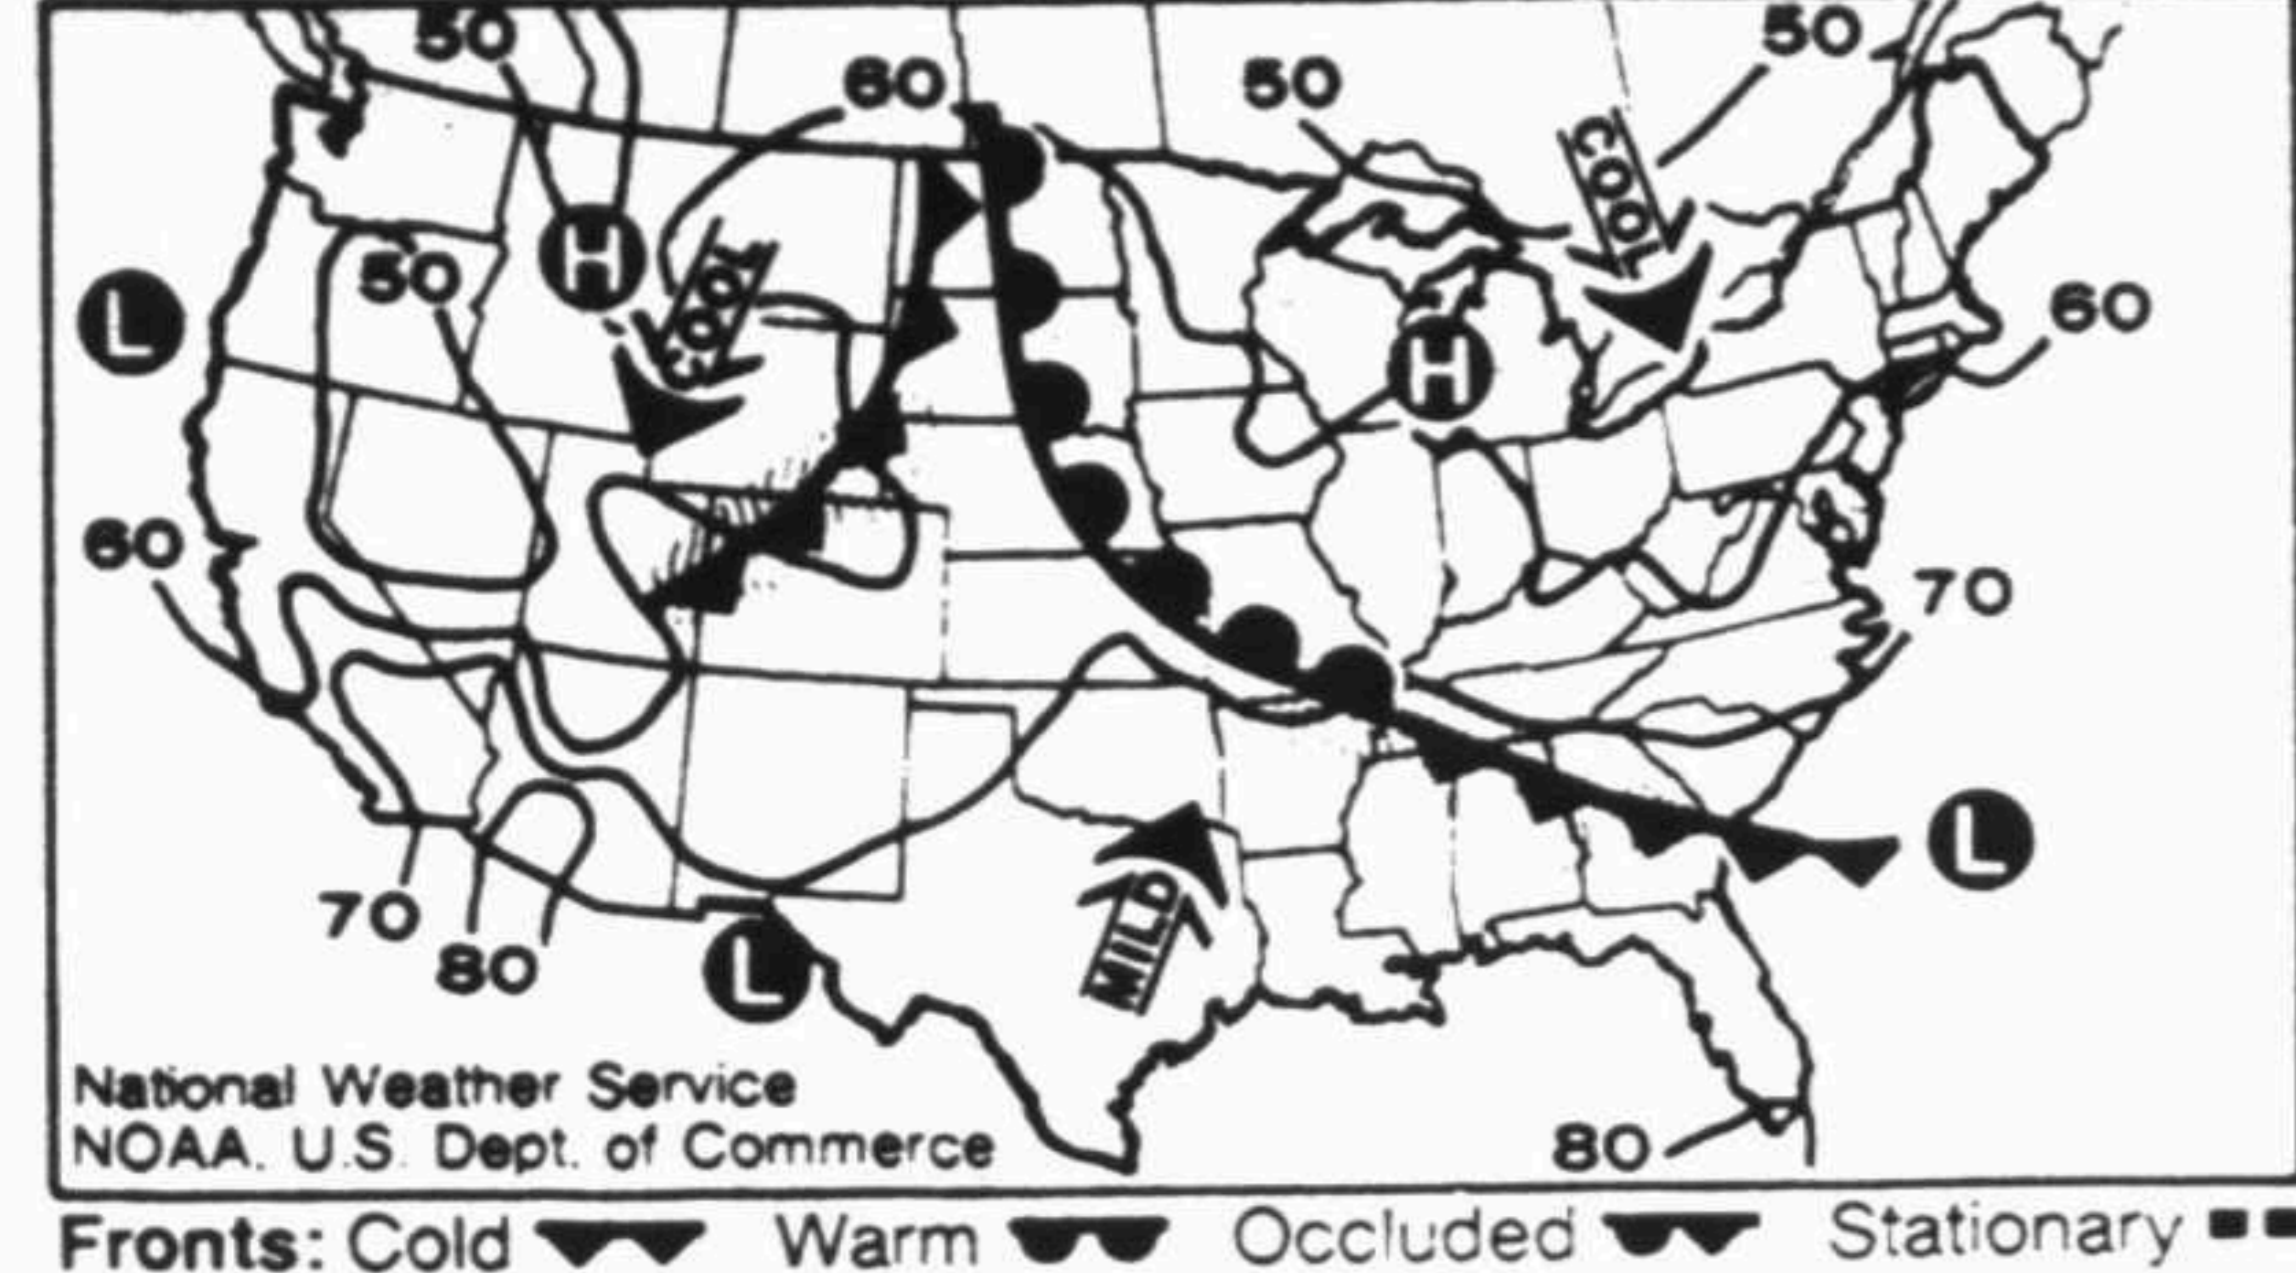 50
60
50
50
COOL
H
COOL
50
L
60
H
60
70
L
70
80
MILD
L
National Weather Service
NOAA. U.S. Dept. of Commerce
80
Fronts: Cold Warm Occluded Stationary